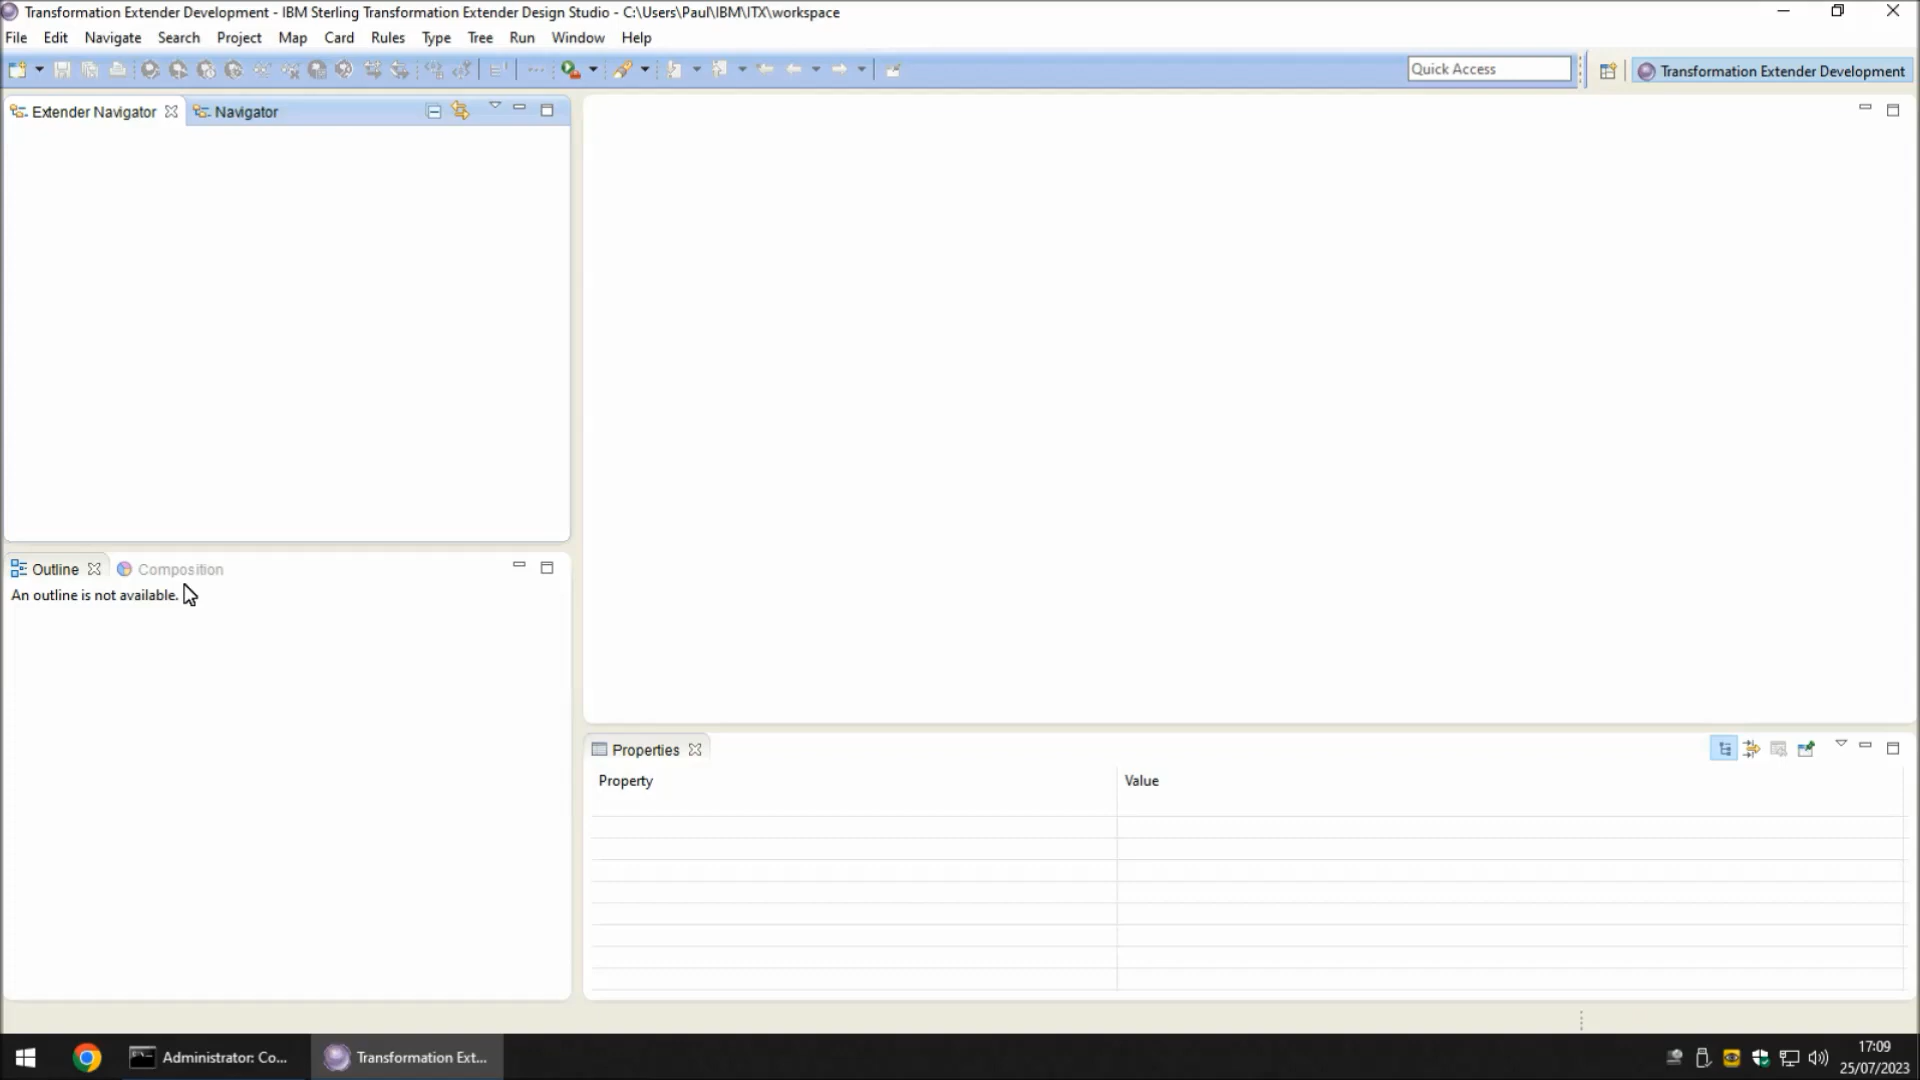 Transformation Extender Development - IBM Sterling Transformation Extender Design Studio - C:\Users\Paul\IBM\ITX\workspace
File Edit Navigate Search Project Map Card Rules Type Tree Run Window Help
Quick Access
Transformation Extender Development
Extender Navigator
Navigator
Outline
Composition
An outline is not available.
Properties
Property
Value
Administrator: Co...
Transformation Ext...
17:09
25/07/2023